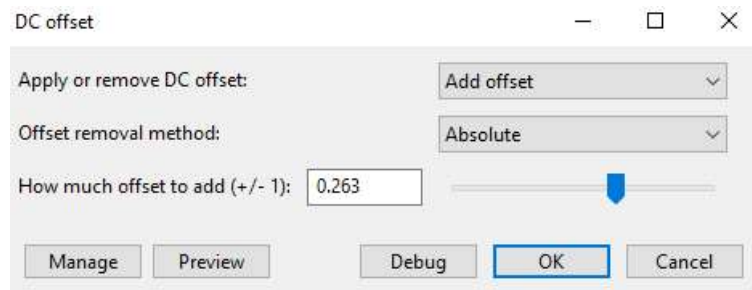 DC offset
Apply or remove DC offset: Add offset
Offset removal method: Absolute
How much offset to add (+/- 1): 0.263
Manage Preview Debug OK Cancel